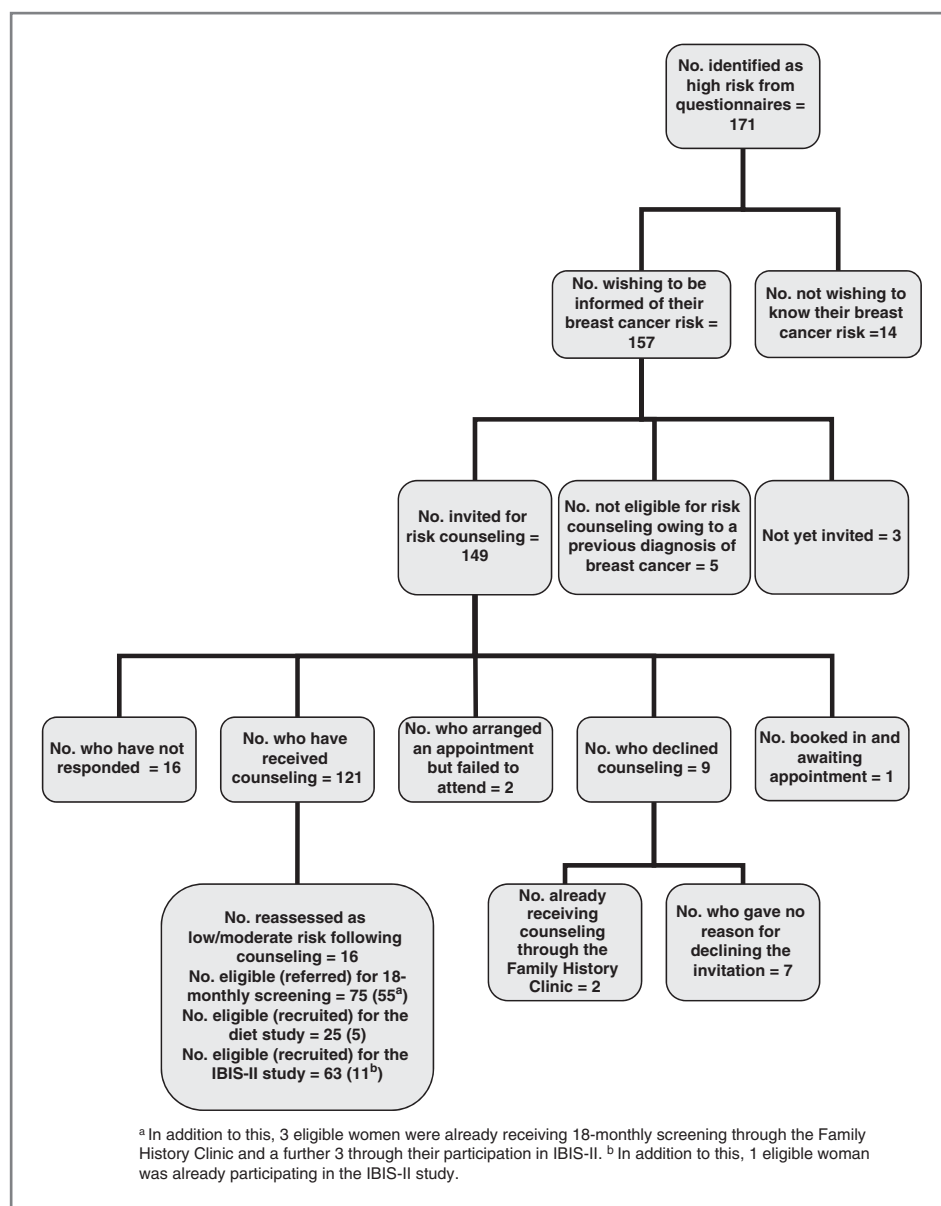 No. identified as
high risk from
questionnaires =
171
No. wishing to be
informed of their
breast cancer risk =
157
No. not wishing to
know their breast
cancer risk =14
No. invited for
risk counseling =
149
No. not eligible for risk
counseling owing to a
previous diagnosis of
breast cancer = 5
Not yet invited = 3
No. who have not
responded = 16
No. who have
received
counseling = 121
No. who arranged
an appointment
but failed to
attend = 2
No. who declined
counseling = 9
No. booked in and
awaiting
appointment = 1
No. reassessed as
low/moderate risk following
counseling = 16
No. eligible (referred) for 18-
monthly screening = 75 (55ᵃ)
No. eligible (recruited) for the
diet study = 25 (5)
No. eligible (recruited) for the
IBIS-II study = 63 (11ᵇ)
No. already
receiving
counseling
through the
Family History
Clinic = 2
No. who gave no
reason for
declining the
invitation = 7
ᵃ In addition to this, 3 eligible women were already receiving 18-monthly screening through the Family
History Clinic and a further 3 through their participation in IBIS-II. ᵇ In addition to this, 1 eligible woman
was already participating in the IBIS-II study.